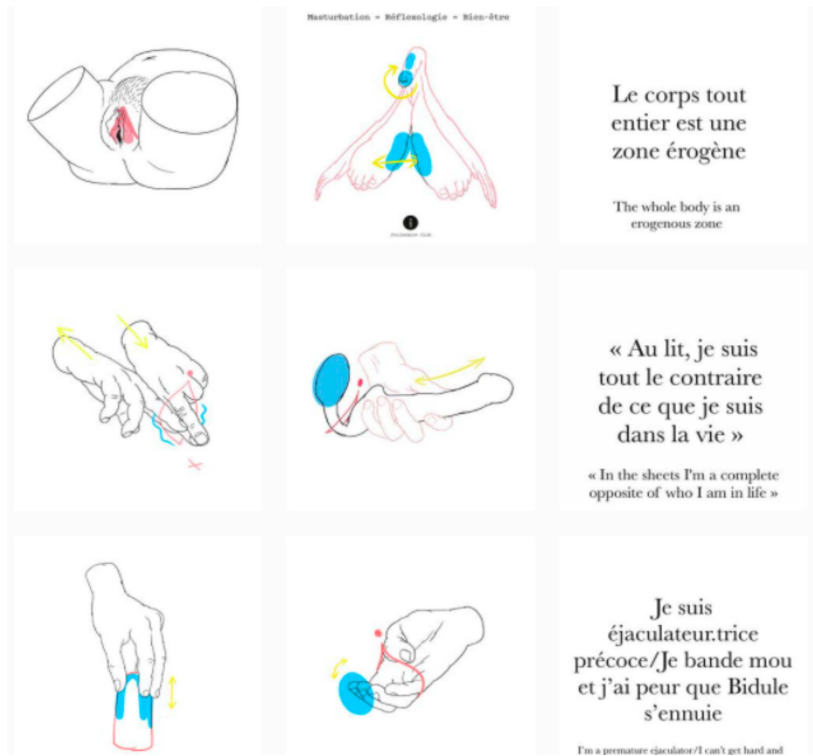 Masturbation = Réflexologie = Bien-être
Le corps tout
entier est une
zone érogène
The whole body is an
erogenous zone
« Au lit, je suis
tout le contraire
de ce que je suis
dans la vie »
« In the sheets I'm a complete
opposite of who I am in life »
Je suis
éjaculateur.trice
précoce/Je bande mou
et j'ai peur que Bidule
s'ennuie
I'm a premature ejaculator/I can't get hard and